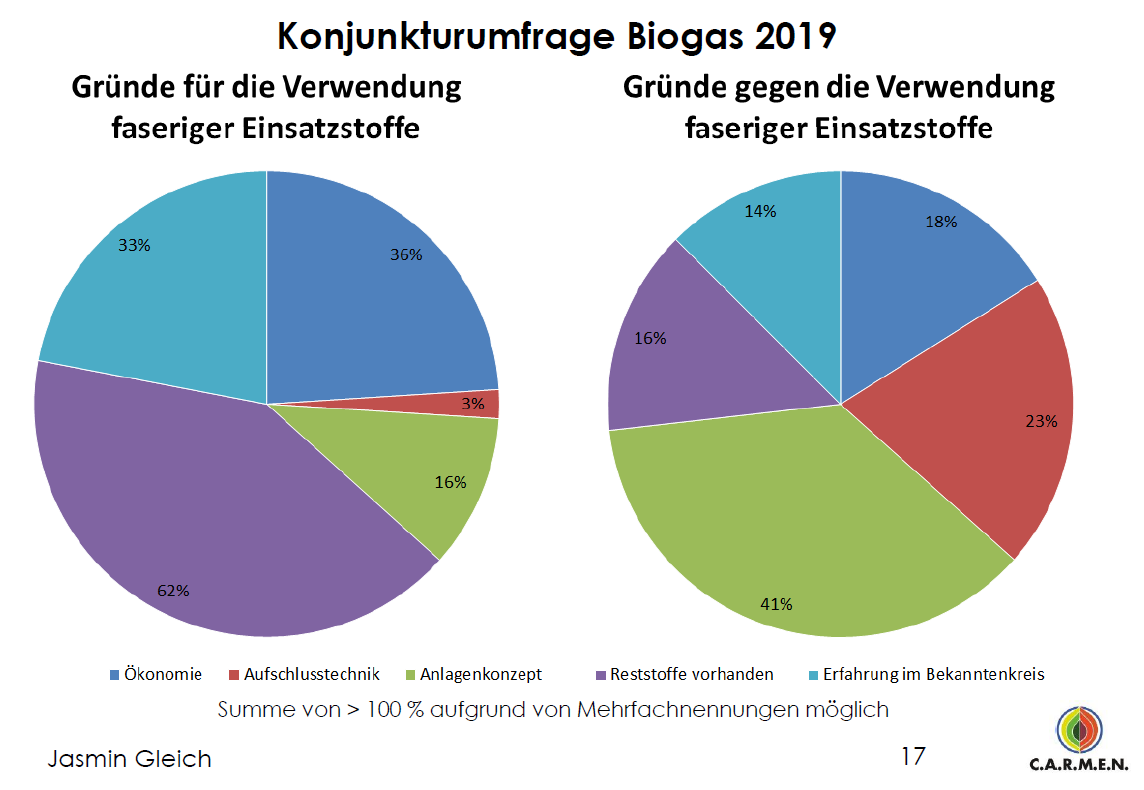 Konjunkturumfrage Biogas 2019
Gründe für die Verwendung
faseriger Einsatzstoffe
33%
36%
3%
16%
62%
Gründe gegen die Verwendung
faseriger Einsatzstoffe
14%
18%
16%
23%
41%
Ökonomie
Aufschlusstechnik
Anlagenkonzept
Reststoffe vorhanden
Erfahrung im Bekanntenkreis
Summe von > 100 % aufgrund von Mehrfachnennungen möglich
Jasmin Gleich
17
C.A.R.M.E.N.